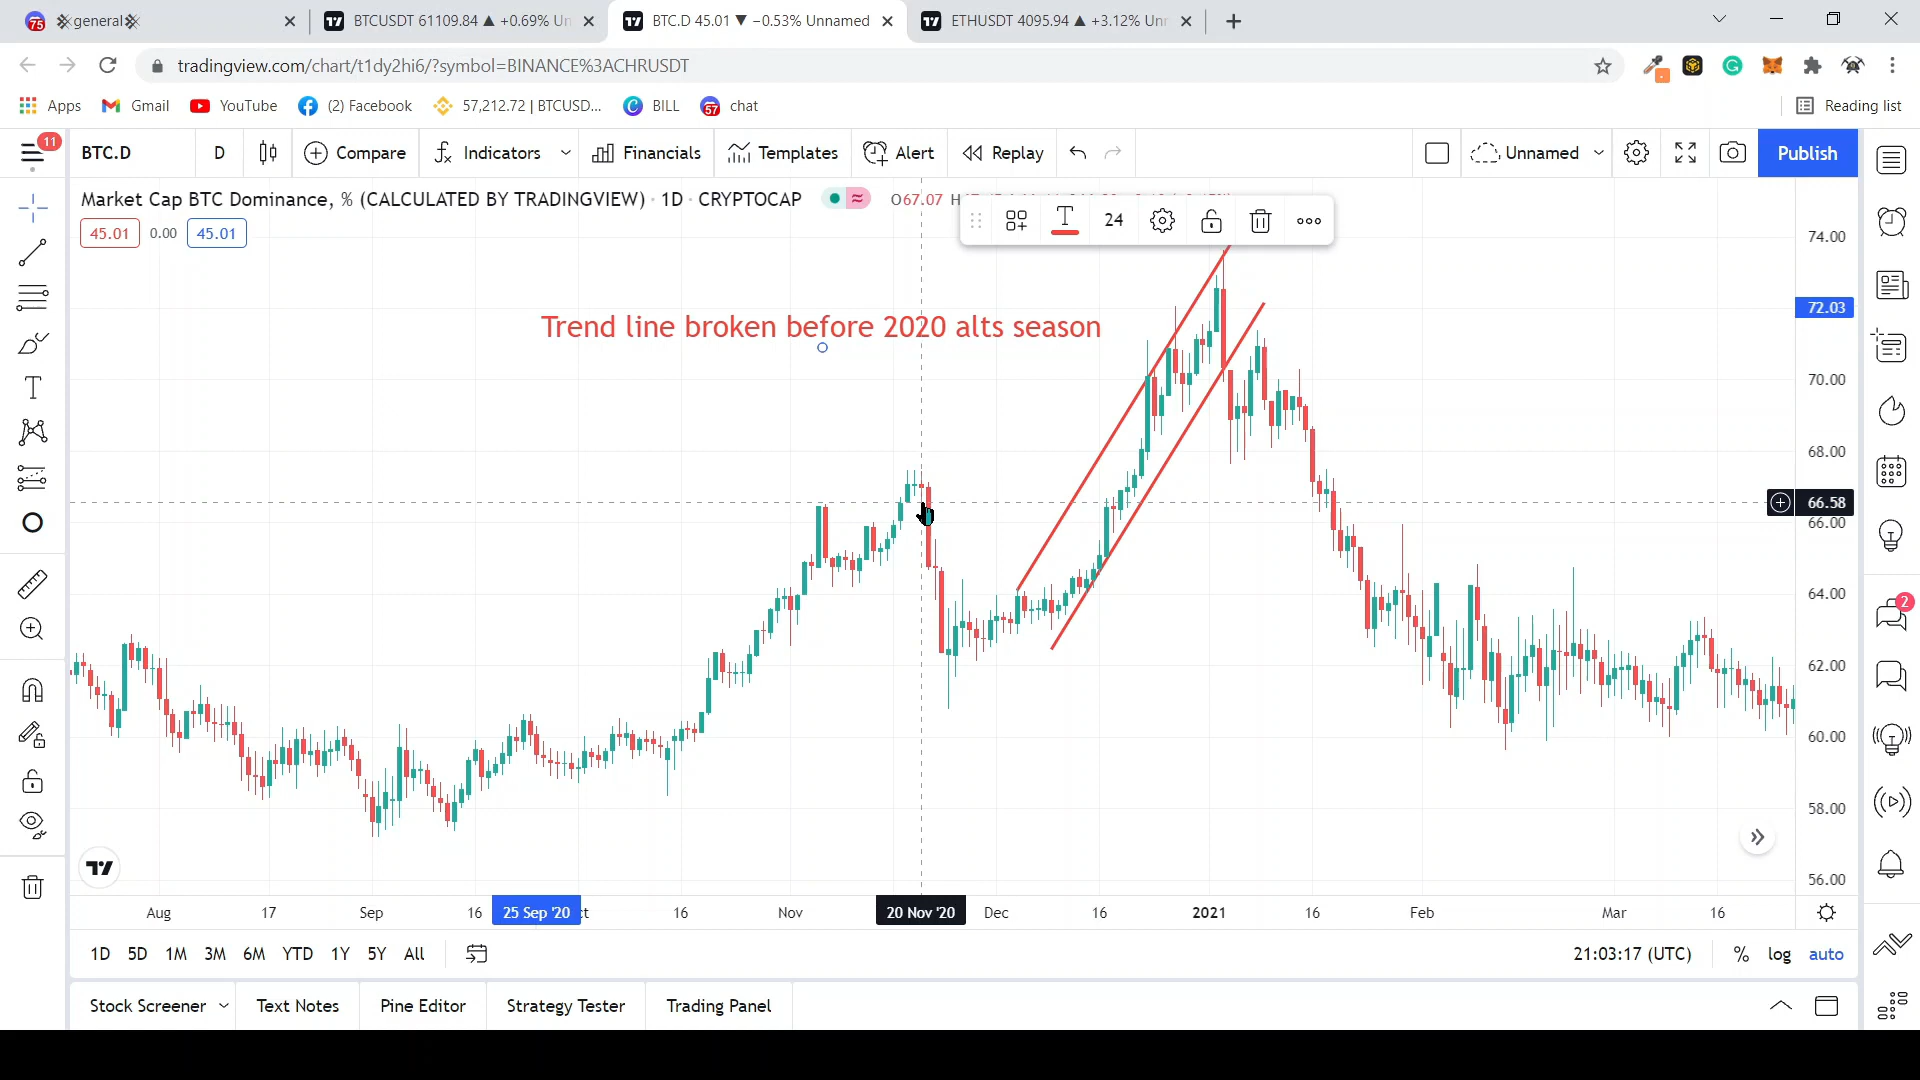 75 general
BTCUSDT 61109.84 ▲ +0.69% Un
BTC.D 45.01 ▼ −0.53% Unnamed
ETHUSDT 4095.94 ▲ +3.12% Unn
tradingview.com/chart/t1dy2hi6/?symbol=BINANCE%3ACHRUSDT
Apps Gmail YouTube (2) Facebook 57,212.72 | BTCUSD... BILL 57 chat Reading list
11 BTC.D D Compare Indicators Financials Templates Alert Replay Unnamed Publish
Market Cap BTC Dominance, % (CALCULATED BY TRADINGVIEW) · 1D · CRYPTOCAP O67.07 H
45.01 0.00 45.01
T 24
74.00
72.03
Trend line broken before 2020 alts season
70.00
68.00
66.58
66.00
64.00
2
62.00
60.00
58.00
56.00
Aug 17 Sep 16 25 Sep '20 ct 16 Nov 20 Nov '20 Dec 16 2021 16 Feb Mar 16
1D 5D 1M 3M 6M YTD 1Y 5Y All 21:03:17 (UTC) % log auto
Stock Screener Text Notes Pine Editor Strategy Tester Trading Panel